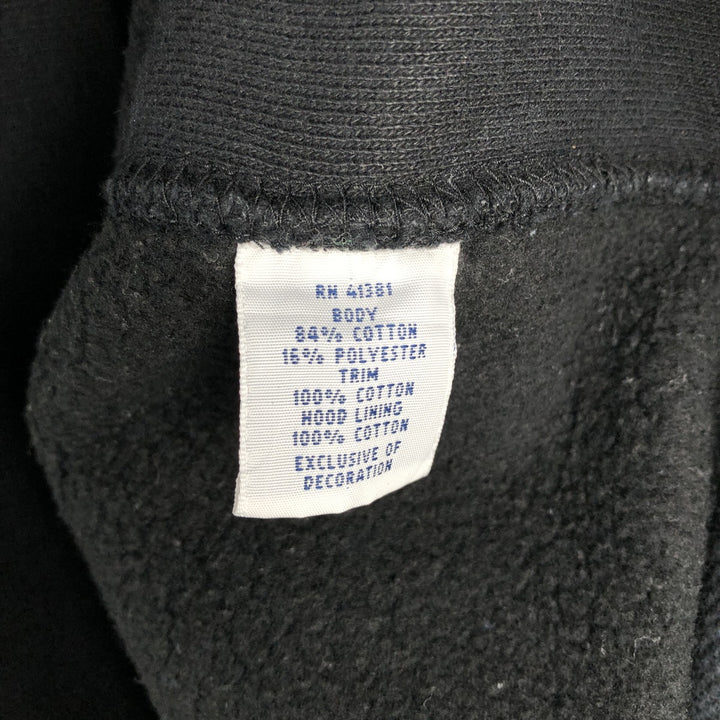 RN 41381
BODY
84% COTTON
16% POLYESTER
TRIM
100% COTTON
HOOD LINING
100% COTTON
EXCLUSIVE OF
DECORATION